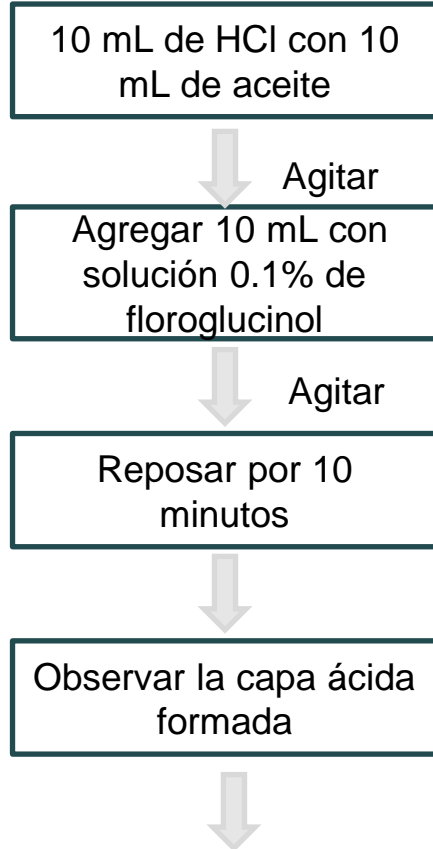 10 mL de HCl con 10
mL de aceite
Agitar
Agregar 10 mL con
solución 0.1% de
floroglucinol
Agitar
Reposar por 10
minutos
Observar la capa ácida
formada